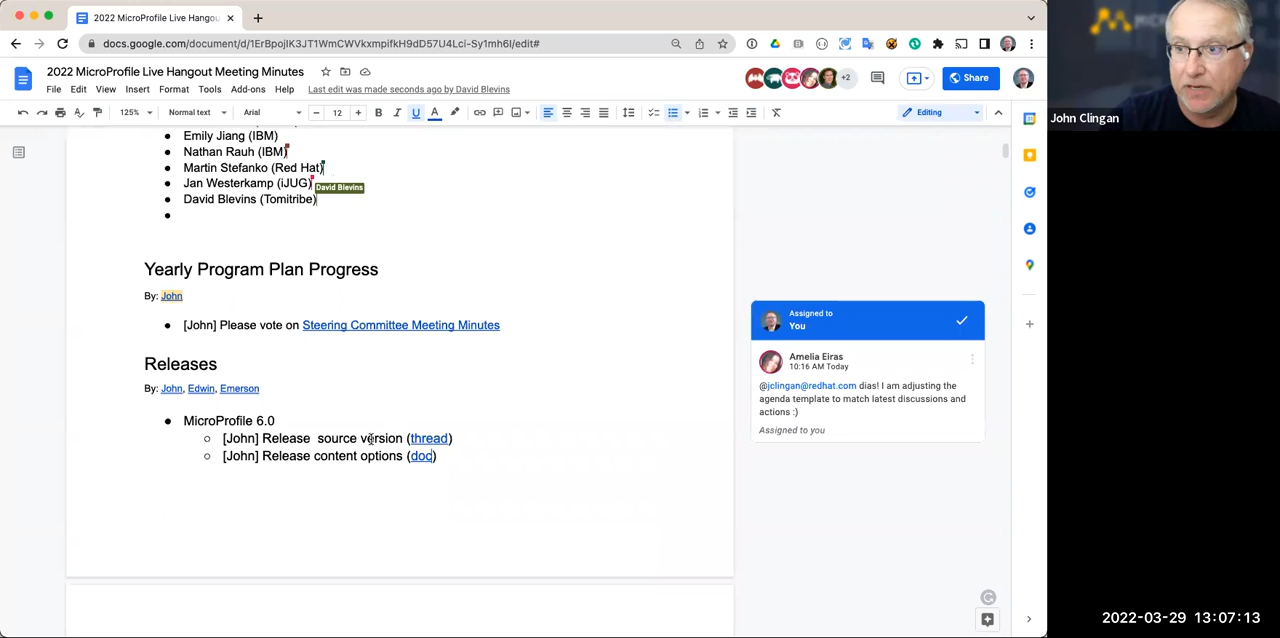 2022 MicroProfile Live Hangou
docs.google.com/document/d/1ErBpojlK3JT1WmCWVkxmpifkH9dD57U4Lci-Sy1mh6I/edit#
2022 MicroProfile Live Hangout Meeting Minutes
File Edit View Insert Format Tools Add-ons Help Last edit was made seconds ago by David Blevins
+2
Share
125% Normal text Arial 12 Editing
John Clingan
Emily Jiang (IBM)
Nathan Rauh (IBM)
Martin Stefanko (Red Hat)
Jan Westerkamp (iJUG)
David Blevins
David Blevins (Tomitribe)
Yearly Program Plan Progress
By: John
[John] Please vote on Steering Committee Meeting Minutes
Releases
By: John, Edwin, Emerson
MicroProfile 6.0
[John] Release source version (thread)
[John] Release content options (doc)
Assigned to
You
Amelia Eiras
10:16 AM Today
@jclingan@redhat.com dias! I am adjusting the
agenda template to match latest discussions and
actions :)
Assigned to you
2022-03-29 13:07:13